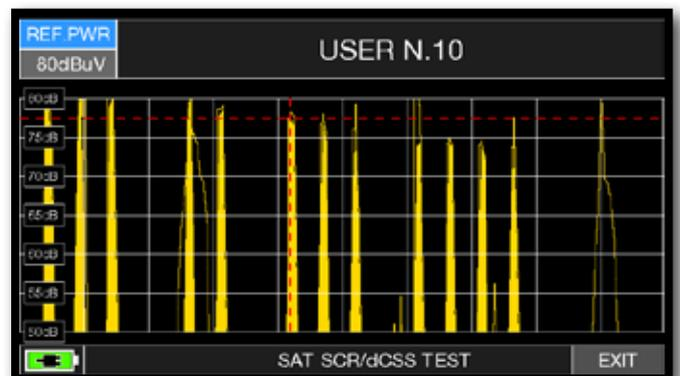 REF.PWR
80dBuV
USER N.10
80dB
75dB
70dB
65dB
60dB
55dB
50dB
SAT SCR/dCSS TEST
EXIT